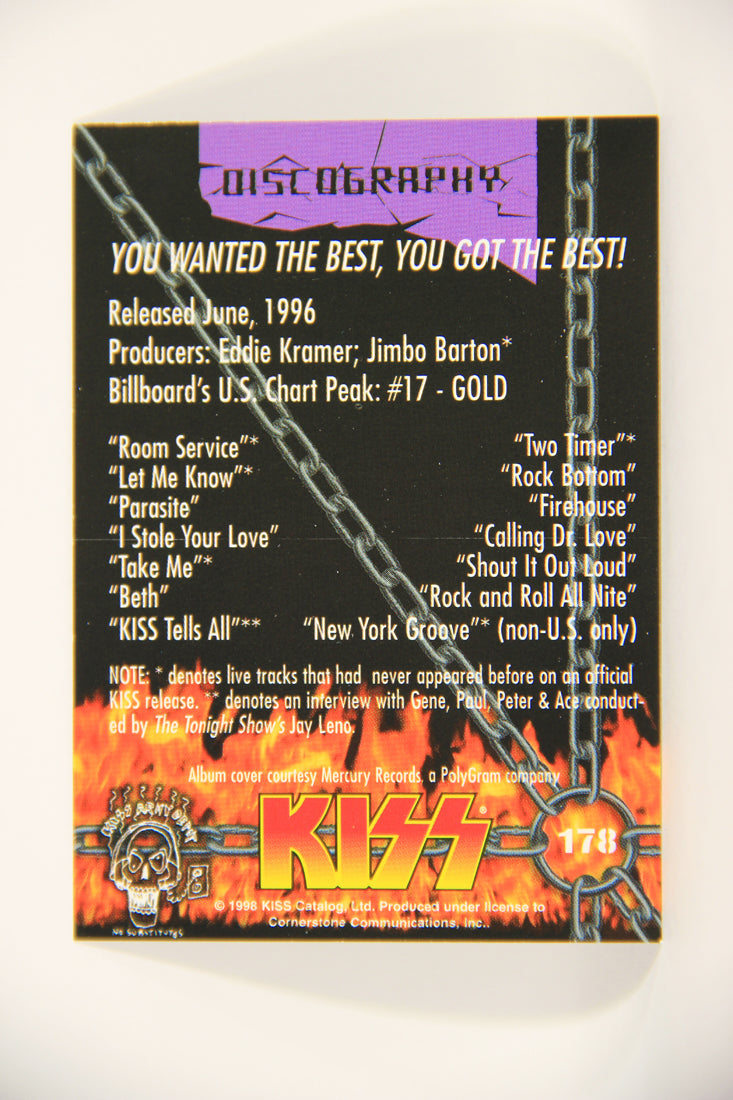 DISCOGRAPHY
YOU WANTED THE BEST, YOU GOT THE BEST!
Released June, 1996
Producers: Eddie Kramer; Jimbo Barton*
Billboard's U.S. Chart Peak: #17 - GOLD
"Room Service"* "Two Timer"*
"Let Me Know"* "Rock Bottom"
"Parasite" "Firehouse"
"I Stole Your Love" "Calling Dr. Love"
"Take Me"* "Shout It Out Loud"
"Beth" "Rock and Roll All Nite"
"KISS Tells All"** "New York Groove"* (non-U.S. only)
NOTE: * denotes live tracks that had never appeared before on an official
KISS release. ** denotes an interview with Gene, Paul, Peter & Ace conduct-
ed by The Tonight Show's Jay Leno.
Album cover courtesy Mercury Records, a PolyGram company
KISS®
178
NO SUBSTITUTES
© 1998 KISS Catalog, Ltd. Produced under license to
Cornerstone Communications, Inc..